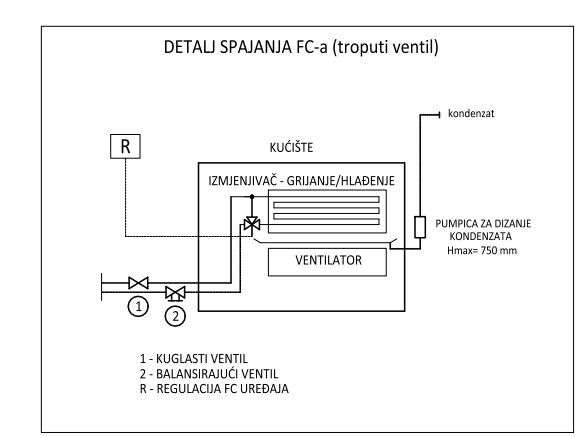 DETALJ SPAJANJA FC-a (troputi ventil)
kondenzat
R
KUĆIŠTE
IZMJENJIVAČ - GRIJANJE/HLAĐENJE
PUMPICA ZA DIZANJE
KONDENZATA
Hmax= 750 mm
VENTILATOR
1
2
1 - KUGLASTI VENTIL
2 - BALANSIRAJUĆI VENTIL
R - REGULACIJA FC UREĐAJA